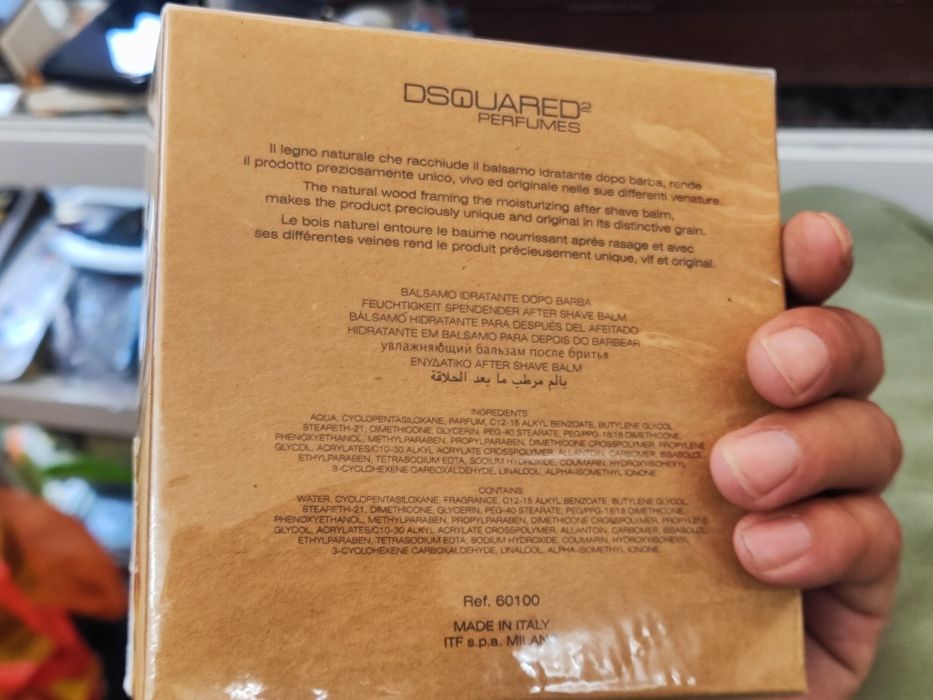 DSQUARED²
PERFUMES
Il legno naturale che racchiude il balsamo idratante dopo barba, rende
il prodotto preziosamente unico, vivo ed originale nelle sue differenti venature.
The natural wood framing the moisturizing after shave balm,
makes the product preciously unique and original in its distinctive grain.
Le bois naturel entoure le baume nourrissant après rasage et avec
ses différentes veines rend le produit précieusement unique, vif et original.
BALSAMO IDRATANTE DOPO BARBA
FEUCHTIGKEIT SPENDENDER AFTER SHAVE BALM
BÁLSAMO HIDRATANTE PARA DESPUÉS DEL AFEITADO
HIDRATANTE EM BALSAMO PARA DEPOIS DO BARBEAR
увлажняющий бальзам после бритья
ΕΝΥΔΑΤΙΚΟ AFTER SHAVE BALM
بالم مرطب ما بعد الحلاقة
INGREDIENTS:
AQUA, CYCLOPENTASILOXANE, PARFUM, C12-15 ALKYL BENZOATE, BUTYLENE GLYCOL,
STEARETH-21, DIMETHICONE, GLYCERIN, PEG-40 STEARATE, PEG/PPG-18/18 DIMETHICONE,
PHENOXYETHANOL, METHYLPARABEN, PROPYLPARABEN, DIMETHICONE CROSSPOLYMER, PROPYLENE
GLYCOL, ACRYLATES/C10-30 ALKYL ACRYLATE CROSSPOLYMER, ALLANTOIN, CARBOMER, BISABOLOL,
ETHYLPARABEN, TETRASODIUM EDTA, SODIUM HYDROXIDE, COUMARIN, HYDROXYISOHEXYL
3-CYCLOHEXENE CARBOXALDEHYDE, LINALOOL, ALPHA-ISOMETHYL IONONE.
CONTAINS:
WATER, CYCLOPENTASILOXANE, FRAGRANCE, C12-15 ALKYL BENZOATE, BUTYLENE GLYCOL,
STEARETH-21, DIMETHICONE, GLYCERIN, PEG-40 STEARATE, PEG/PPG-18/18 DIMETHICONE,
PHENOXYETHANOL, METHYLPARABEN, PROPYLPARABEN, DIMETHICONE CROSSPOLYMER, PROPYLENE
GLYCOL, ACRYLATES/C10-30 ALKYL ACRYLATE CROSSPOLYMER, ALLANTOIN, CARBOMER, BISABOLOL,
ETHYLPARABEN, TETRASODIUM EDTA, SODIUM HYDROXIDE, COUMARIN, HYDROXYISOHEXYL
3-CYCLOHEXENE CARBOXALDEHYDE, LINALOOL, ALPHA-ISOMETHYL IONONE.
Ref. 60100
MADE IN ITALY
ITF s.p.a. MILANO